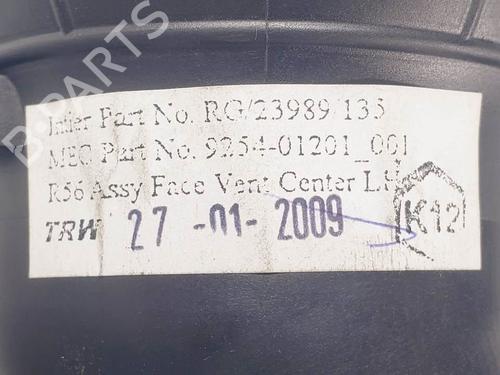 Intier Part No. RG/23989/135
MEC Part No. 9254-01201_001
R56 Assy Face Vent Center LH
TRW 27-01-2009
K12
B-PARTS